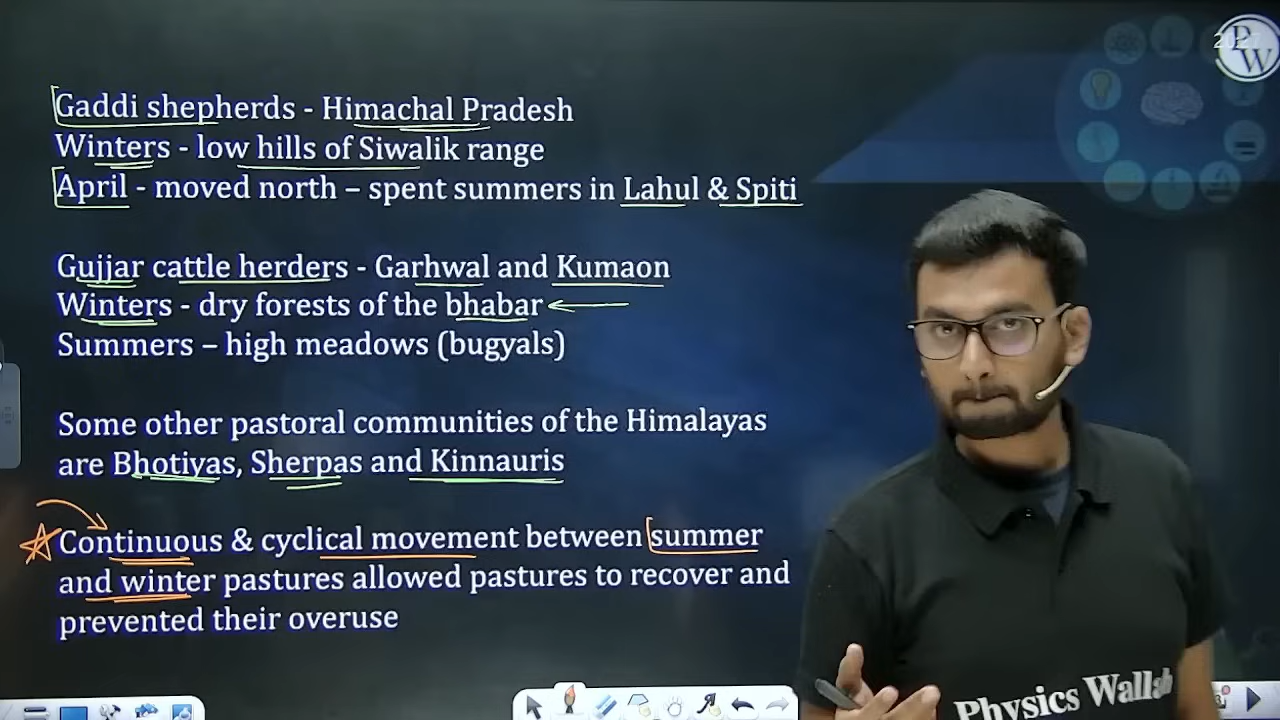 Gaddi shepherds - Himachal Pradesh
Winters - low hills of Siwalik range
April - moved north – spent summers in Lahul & Spiti
Gujjar cattle herders - Garhwal and Kumaon
Winters - dry forests of the bhabar
Summers – high meadows (bugyals)
Some other pastoral communities of the Himalayas
are Bhotiyas, Sherpas and Kinnauris
Continuous & cyclical movement between summer
and winter pastures allowed pastures to recover and
prevented their overuse
PW
Physics Wallah